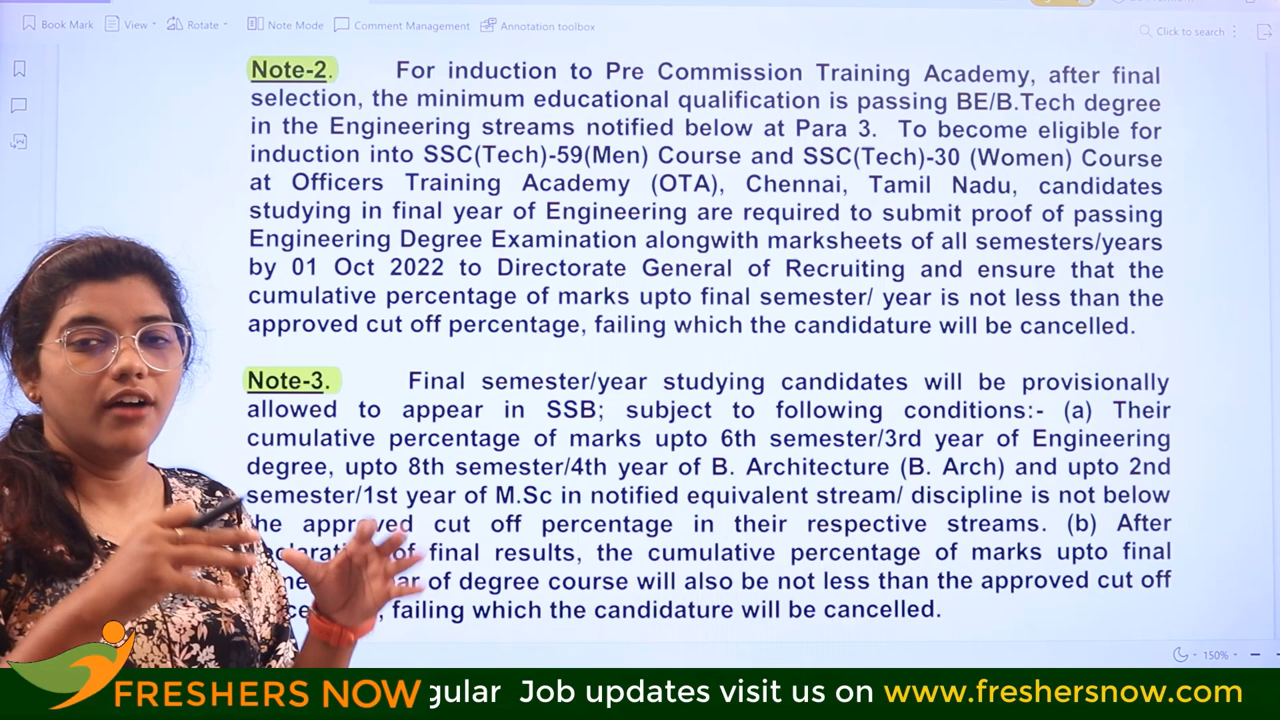 Book Mark View Rotate Note Mode Comment Management Annotation toolbox Click to search
Note-2. For induction to Pre Commission Training Academy, after final
selection, the minimum educational qualification is passing BE/B.Tech degree
in the Engineering streams notified below at Para 3. To become eligible for
induction into SSC(Tech)-59(Men) Course and SSC(Tech)-30 (Women) Course
at Officers Training Academy (OTA), Chennai, Tamil Nadu, candidates
studying in final year of Engineering are required to submit proof of passing
Engineering Degree Examination alongwith marksheets of all semesters/years
by 01 Oct 2022 to Directorate General of Recruiting and ensure that the
cumulative percentage of marks upto final semester/ year is not less than the
approved cut off percentage, failing which the candidature will be cancelled.
Note-3. Final semester/year studying candidates will be provisionally
allowed to appear in SSB; subject to following conditions:- (a) Their
cumulative percentage of marks upto 6th semester/3rd year of Engineering
degree, upto 8th semester/4th year of B. Architecture (B. Arch) and upto 2nd
semester/1st year of M.Sc in notified equivalent stream/ discipline is not below
the approved cut off percentage in their respective streams. (b) After
of final results, the cumulative percentage of marks upto final
of degree course will also be not less than the approved cut off
, failing which the candidature will be cancelled.
150%
FRESHERS NOW gular Job updates visit us on www.freshersnow.com